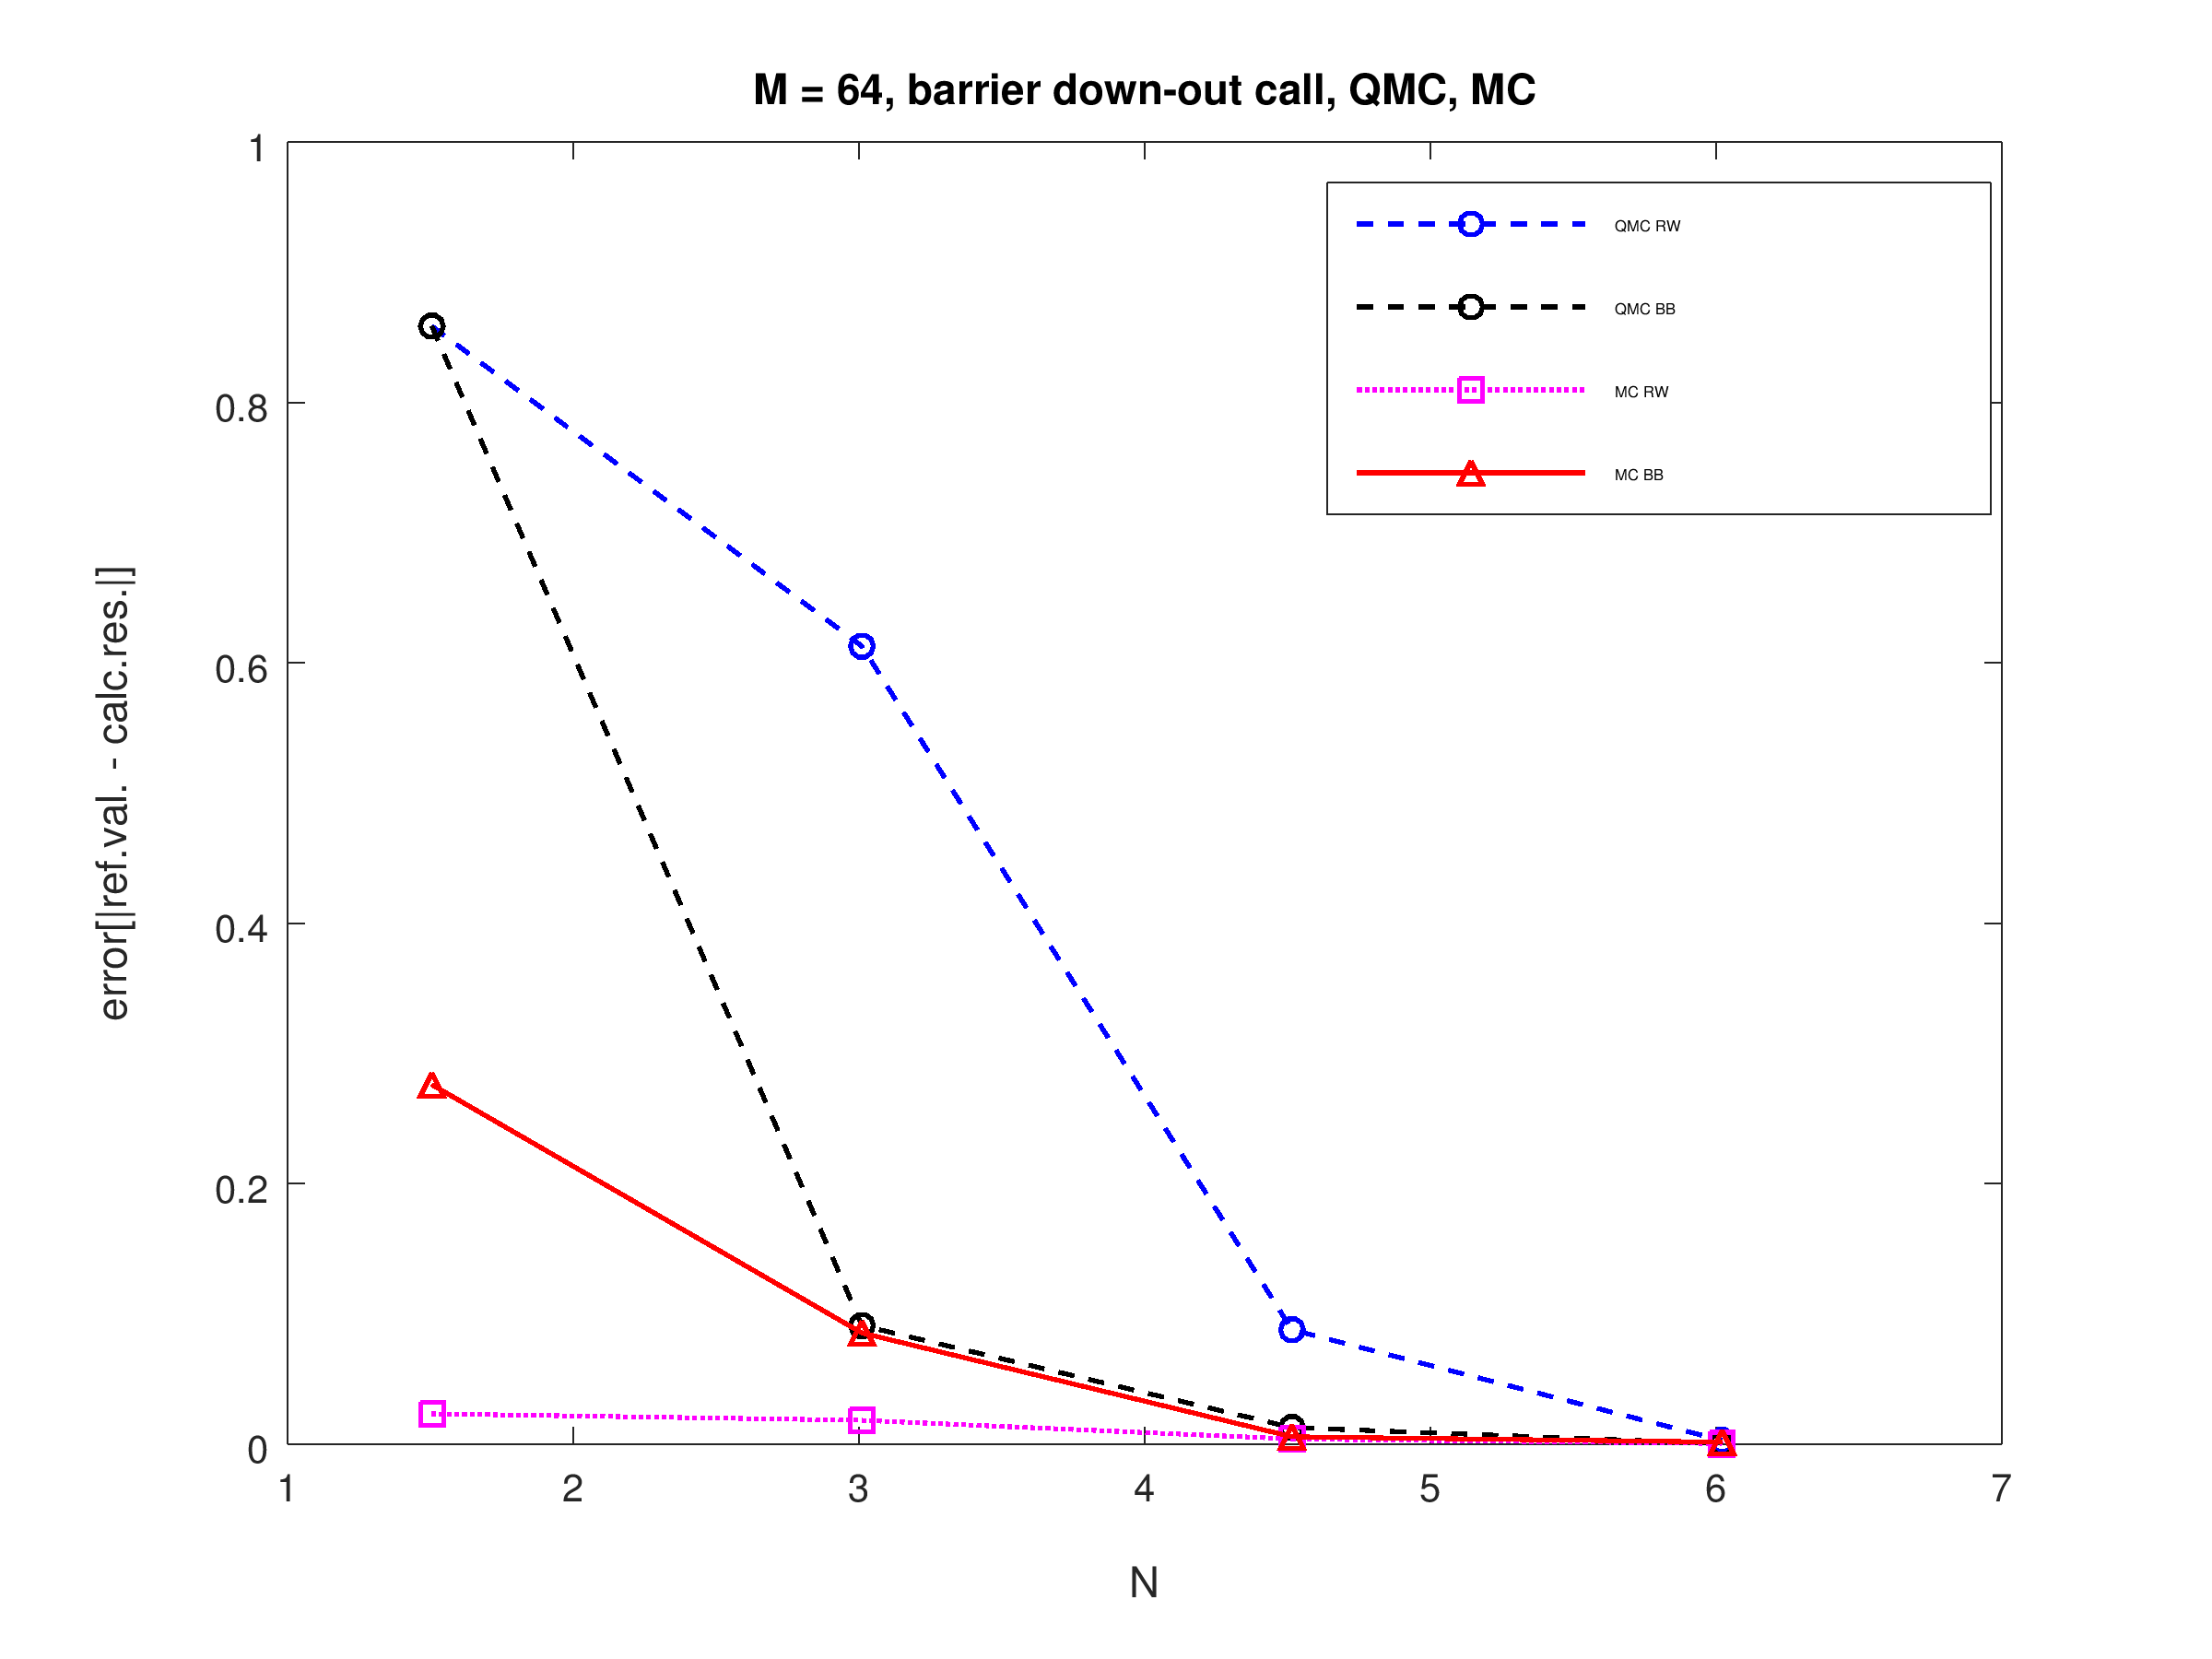 M = 64, barrier down-out call, QMC, MC
error[|ref.val. - calc.res.|]
1
0.8
0.6
0.4
0.2
0
1 2 3 4 5 6 7
N
QMC RW
QMC BB
MC RW
MC BB